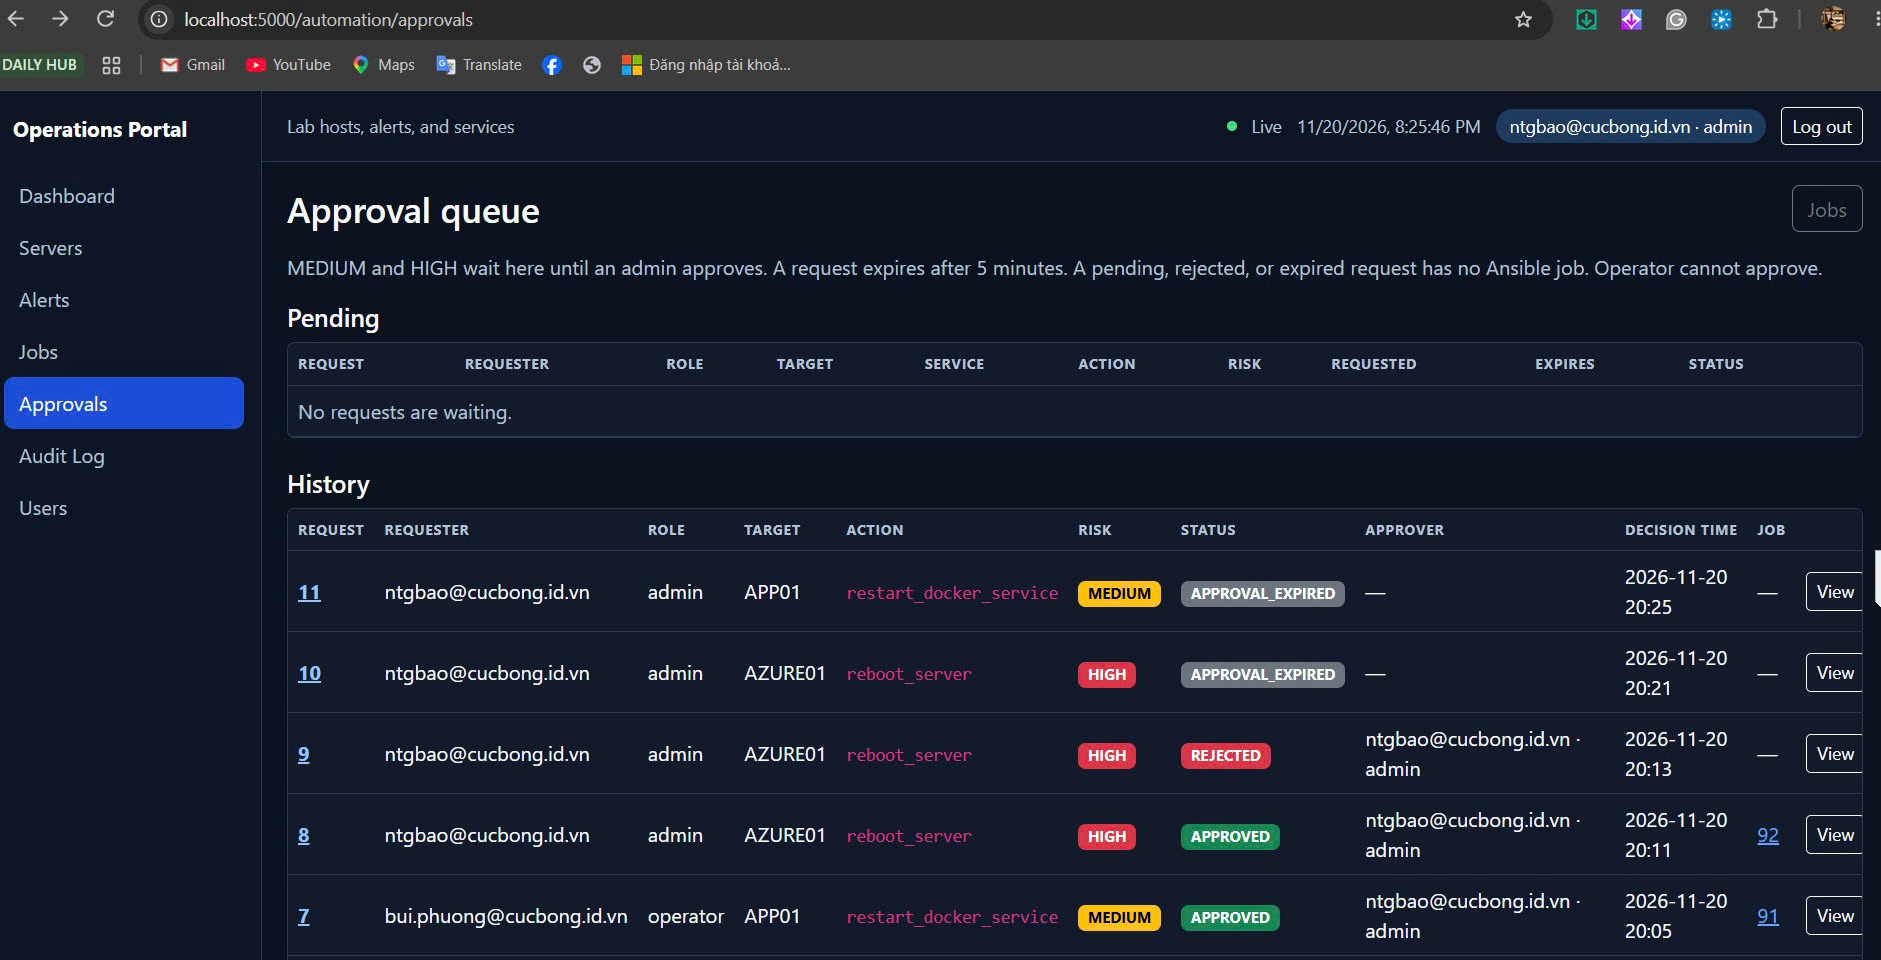 localhost:5000/automation/approvals
DAILY HUB Gmail YouTube Maps Translate Đăng nhập tài khoả...
Operations Portal
Lab hosts, alerts, and services
Live 11/20/2026, 8:25:46 PM ntgbao@cucbong.id.vn · admin Log out
Dashboard
Servers
Alerts
Jobs
Approvals
Audit Log
Users
Approval queue
Jobs
MEDIUM and HIGH wait here until an admin approves. A request expires after 5 minutes. A pending, rejected, or expired request has no Ansible job. Operator cannot approve.
Pending
REQUEST REQUESTER ROLE TARGET SERVICE ACTION RISK REQUESTED EXPIRES STATUS
No requests are waiting.
History
REQUEST REQUESTER ROLE TARGET ACTION RISK STATUS APPROVER DECISION TIME JOB
11 ntgbao@cucbong.id.vn admin APP01 restart_docker_service MEDIUM APPROVAL_EXPIRED — 2026-11-20 20:25 — View
10 ntgbao@cucbong.id.vn admin AZURE01 reboot_server HIGH APPROVAL_EXPIRED — 2026-11-20 20:21 — View
9 ntgbao@cucbong.id.vn admin AZURE01 reboot_server HIGH REJECTED ntgbao@cucbong.id.vn · admin 2026-11-20 20:13 — View
8 ntgbao@cucbong.id.vn admin AZURE01 reboot_server HIGH APPROVED ntgbao@cucbong.id.vn · admin 2026-11-20 20:11 92 View
7 bui.phuong@cucbong.id.vn operator APP01 restart_docker_service MEDIUM APPROVED ntgbao@cucbong.id.vn · admin 2026-11-20 20:05 91 View